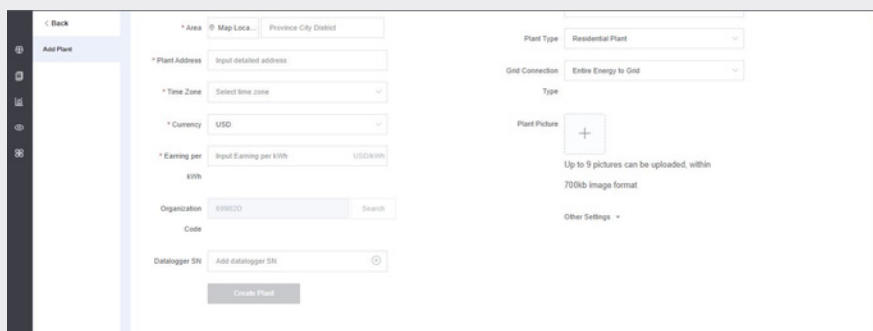 < Back
Add Plant
* Area Map Loca... Province City District
* Plant Address Input detailed address
* Time Zone Select time zone
* Currency USD
* Earning per kWh Input Earning per kWh USD/kWh
Organization Code Search
Datalogger SN Add datalogger SN
Create Plant
Plant Type Residential Plant
Grid Connection Type Entire Energy to Grid
Plant Picture
Up to 9 pictures can be uploaded, within
700kb image format
Other Settings